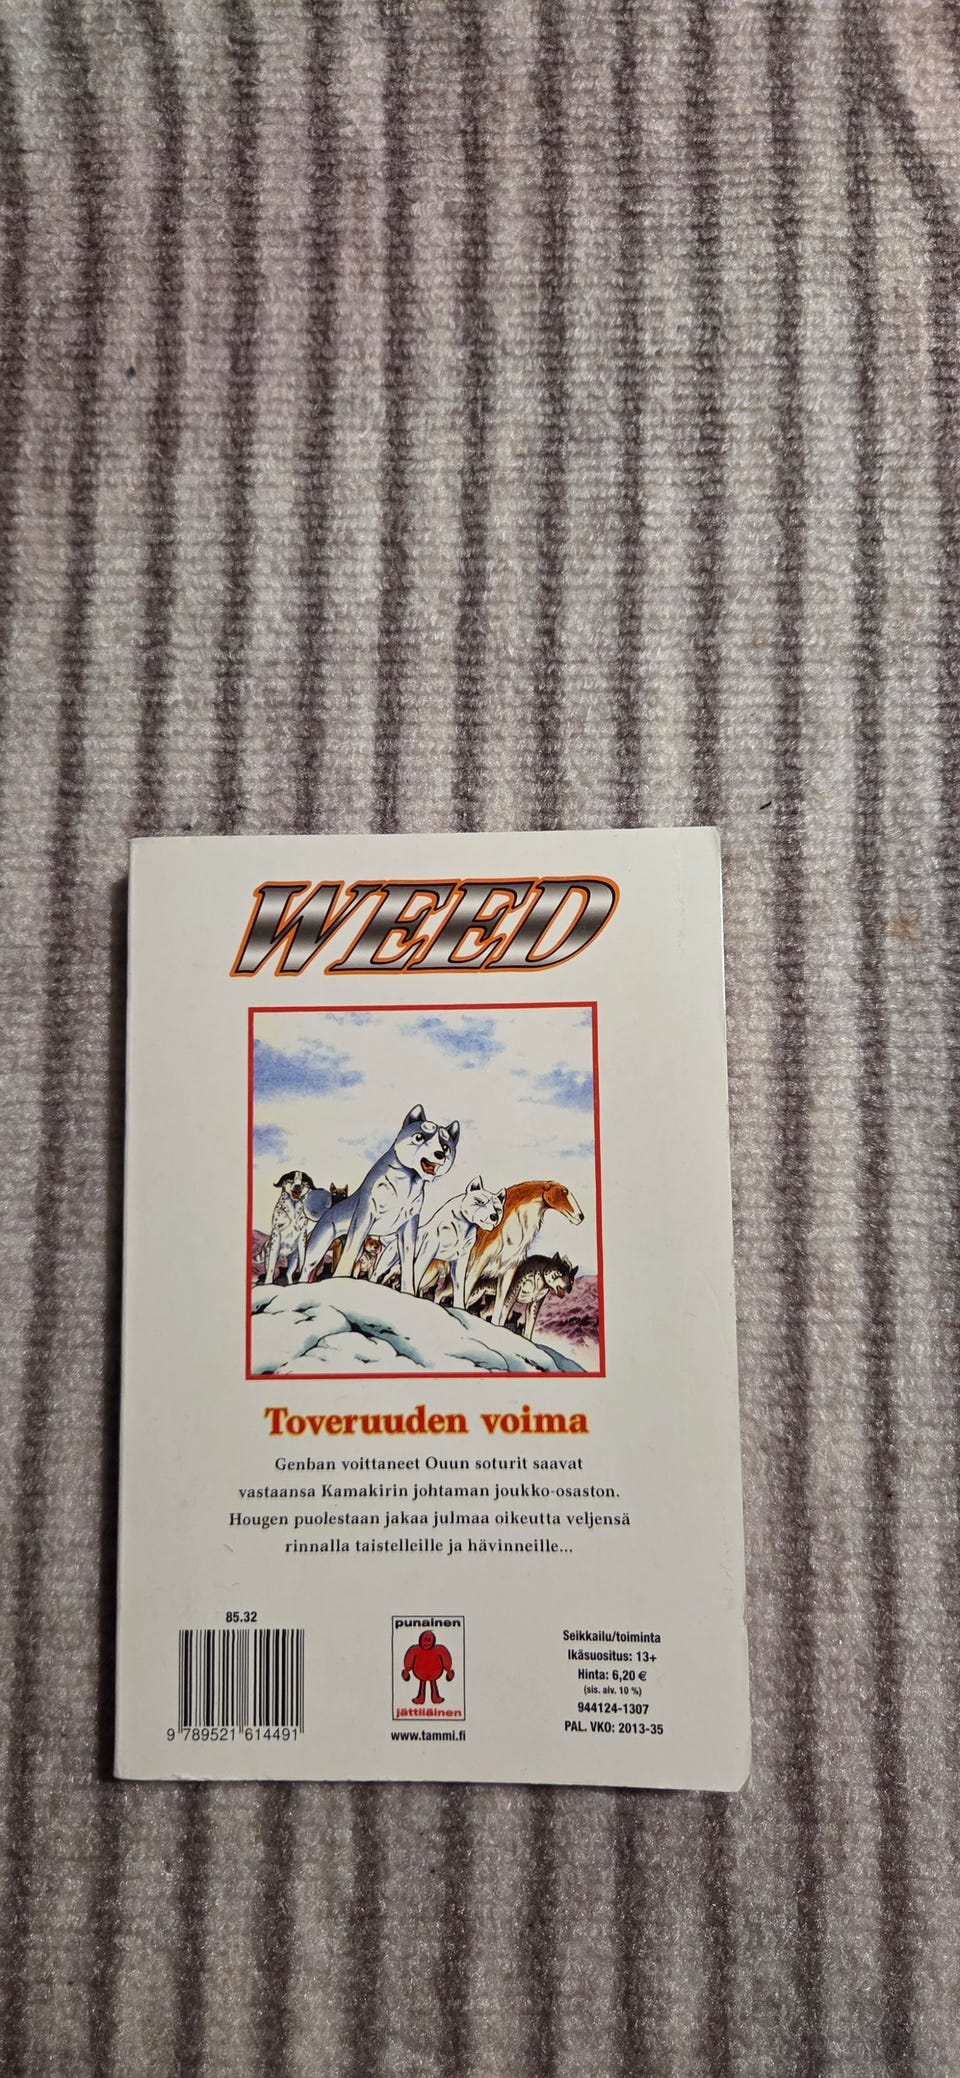 WEED
Toveruuden voima
Genban voittaneet Ouun soturit saavat
vastaansa Kamakirin johtaman joukko-osaston.
Hougen puolestaan jakaa julmaa oikeutta veljensä
rinnalla taistelleille ja hävinneille...
85.32
9 789521 614491
punainen
jättiläinen
www.tammi.fi
Seikkailu/toiminta
Ikäsuositus: 13+
Hinta: 6,20 €
(sis. alv. 10 %)
944124-1307
PAL. VKO: 2013-35